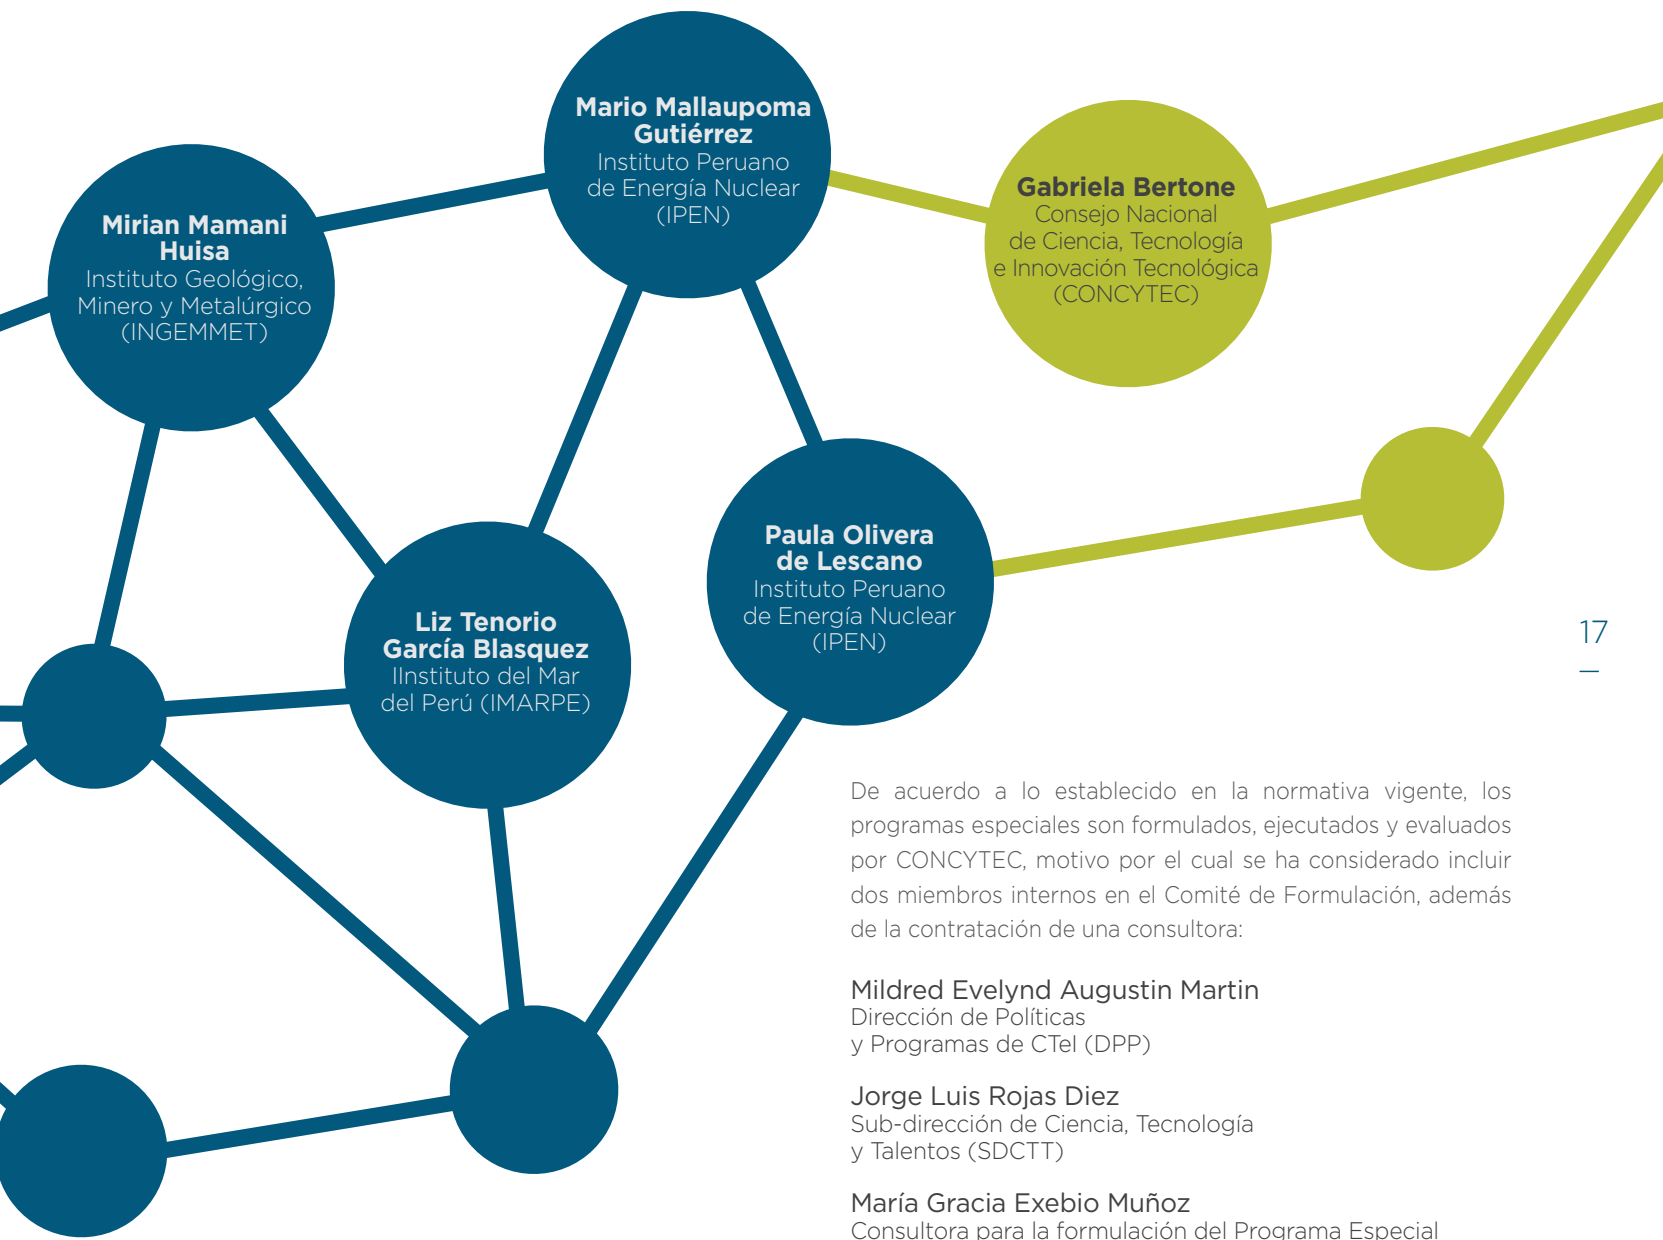 Mario Mallaupoma
Gutiérrez
Instituto Peruano
de Energía Nuclear
(IPEN)
Gabriela Bertone
Consejo Nacional
de Ciencia, Tecnología
e Innovación Tecnológica
(CONCYTEC)
Mirian Mamani
Huisa
Instituto Geológico,
Minero y Metalúrgico
(INGEMMET)
Paula Olivera
de Lescano
Instituto Peruano
de Energía Nuclear
(IPEN)
Liz Tenorio
García Blasquez
IInstituto del Mar
del Perú (IMARPE)
17
De acuerdo a lo establecido en la normativa vigente, los
programas especiales son formulados, ejecutados y evaluados
por CONCYTEC, motivo por el cual se ha considerado incluir
dos miembros internos en el Comité de Formulación, además
de la contratación de una consultora:
Mildred Evelynd Augustin Martin
Dirección de Políticas
y Programas de CTeI (DPP)
Jorge Luis Rojas Diez
Sub-dirección de Ciencia, Tecnología
y Talentos (SDCTT)
María Gracia Exebio Muñoz
Consultora para la formulación del Programa Especial